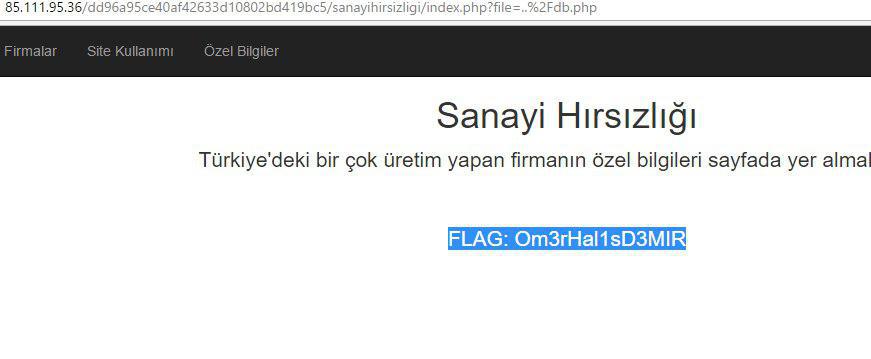 85.111.95.36/dd96a95ce40af42633d10802bd419bc5/sanayihirsizligi/index.php?file=..%2Fdb.php
Firmalar Site Kullanımı Özel Bilgiler
Sanayi Hırsızlığı
Türkiye'deki bir çok üretim yapan firmanın özel bilgileri sayfada yer almak
FLAG: Om3rHal1sD3MIR